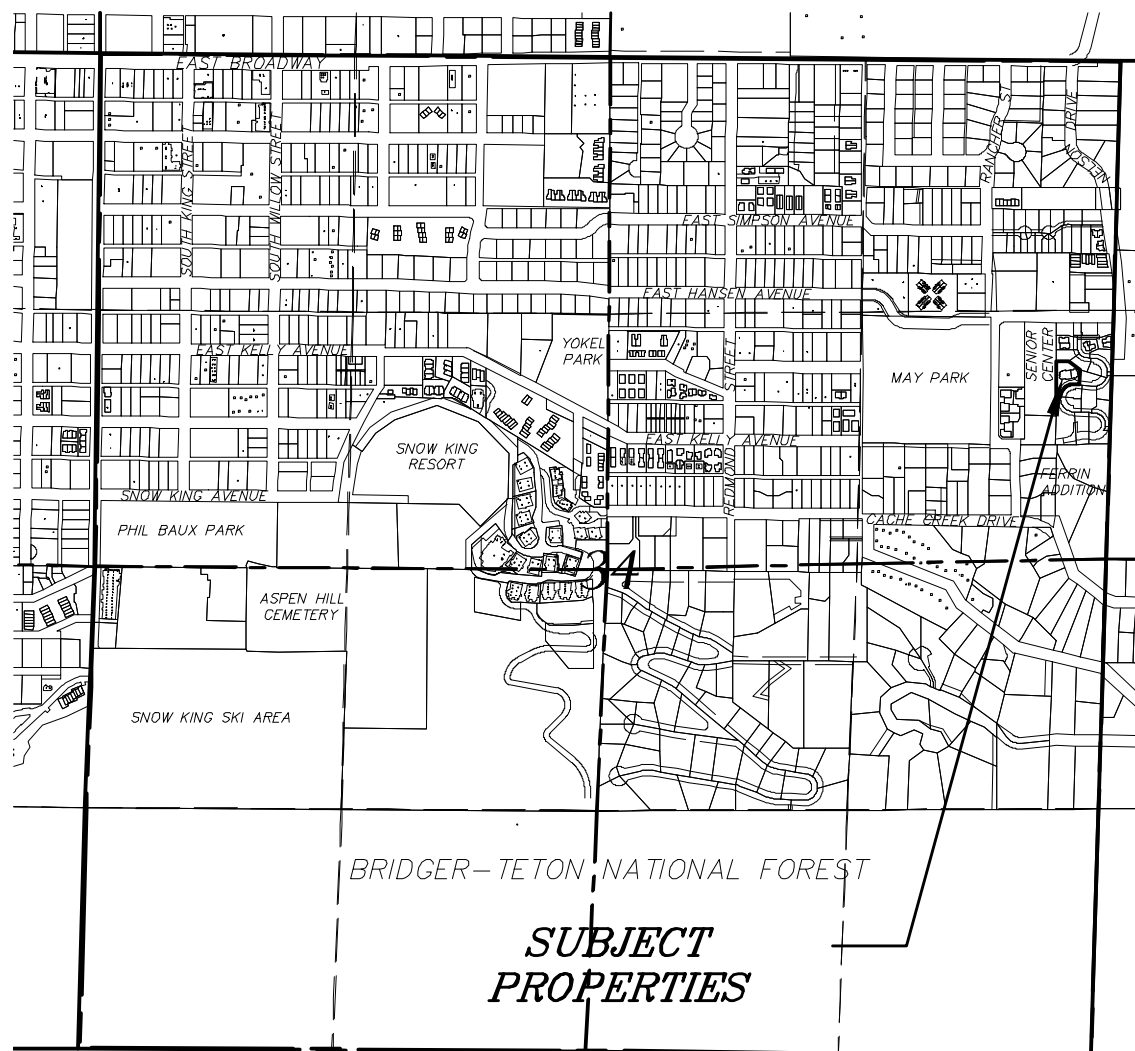 EAST BROADWAY
SOUTH KING STREET
SOUTH WILLOW STREET
RANCHER S
NELSON DRIVE
EAST SIMPSON AVENUE
EAST HANSEN AVENUE
EAST KELLY AVENUE
YOKEL
PARK
REDMOND STREET
MAY PARK
SENIOR
CENTER
SNOW KING
RESORT
EAST KELLY AVENUE
FERRIN
ADDITION
SNOW KING AVENUE
CACHE CREEK DRIVE
PHIL BAUX PARK
ASPEN HILL
CEMETERY
SNOW KING SKI AREA
BRIDGER-TETON NATIONAL FOREST
SUBJECT
PROPERTIES